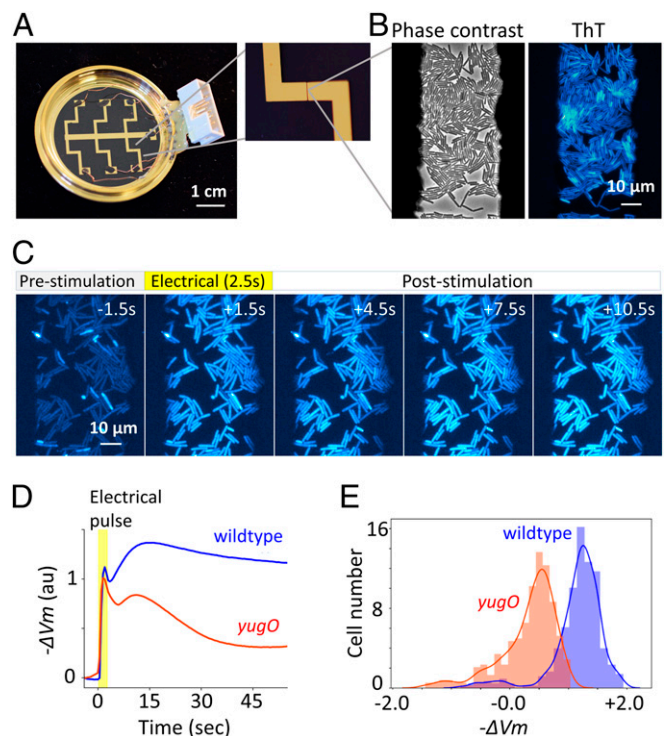 A
1 cm
B
Phase contrast
ThT
10 μm
C
Pre-stimulation
Electrical (2.5s)
Post-stimulation
-1.5s
+1.5s
+4.5s
+7.5s
+10.5s
10 μm
D
Electrical
pulse
wildtype
yugO
1
0
-ΔVm (au)
0
15
30
45
Time (sec)
E
wildtype
yugO
16
12
8
4
0
Cell number
-2.0
-0.0
+2.0
-ΔVm